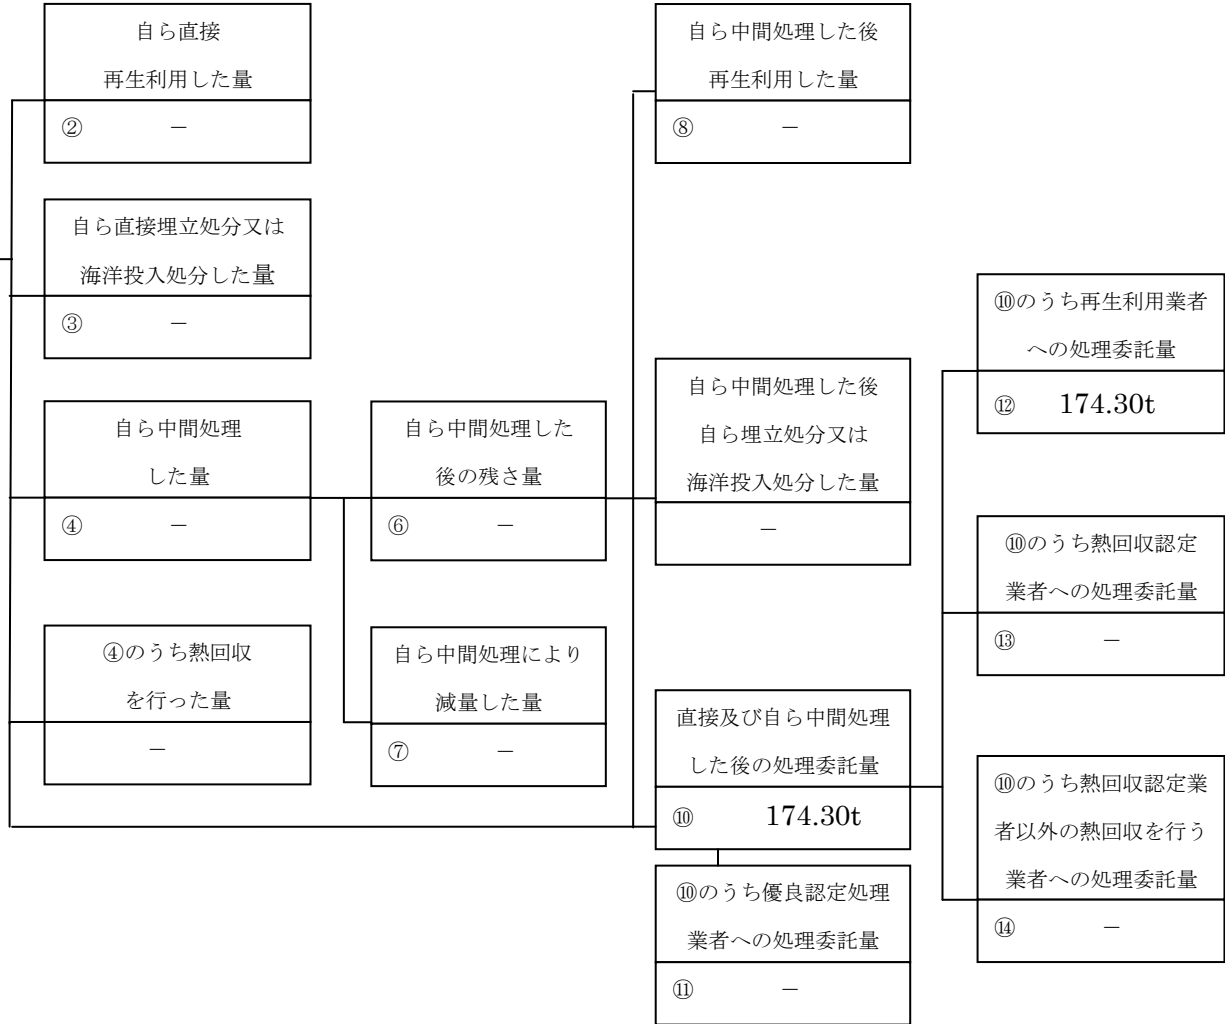 自ら直接
再生利用した量
② －
自ら直接埋立処分又は
海洋投入処分した量
③ －
自ら中間処理
した量
④ －
④のうち熱回収
を行った量
－
自ら中間処理した
後の残さ量
⑥ －
自ら中間処理により
減量した量
⑦ －
自ら中間処理した後
再生利用した量
⑧ －
自ら中間処理した後
自ら埋立処分又は
海洋投入処分した量
－
直接及び自ら中間処理
した後の処理委託量
⑩ 174.30t
⑩のうち優良認定処理
業者への処理委託量
⑪ －
⑩のうち再生利用業者
への処理委託量
⑫ 174.30t
⑩のうち熱回収認定
業者への処理委託量
⑬ －
⑩のうち熱回収認定業
者以外の熱回収を行う
業者への処理委託量
⑭ －